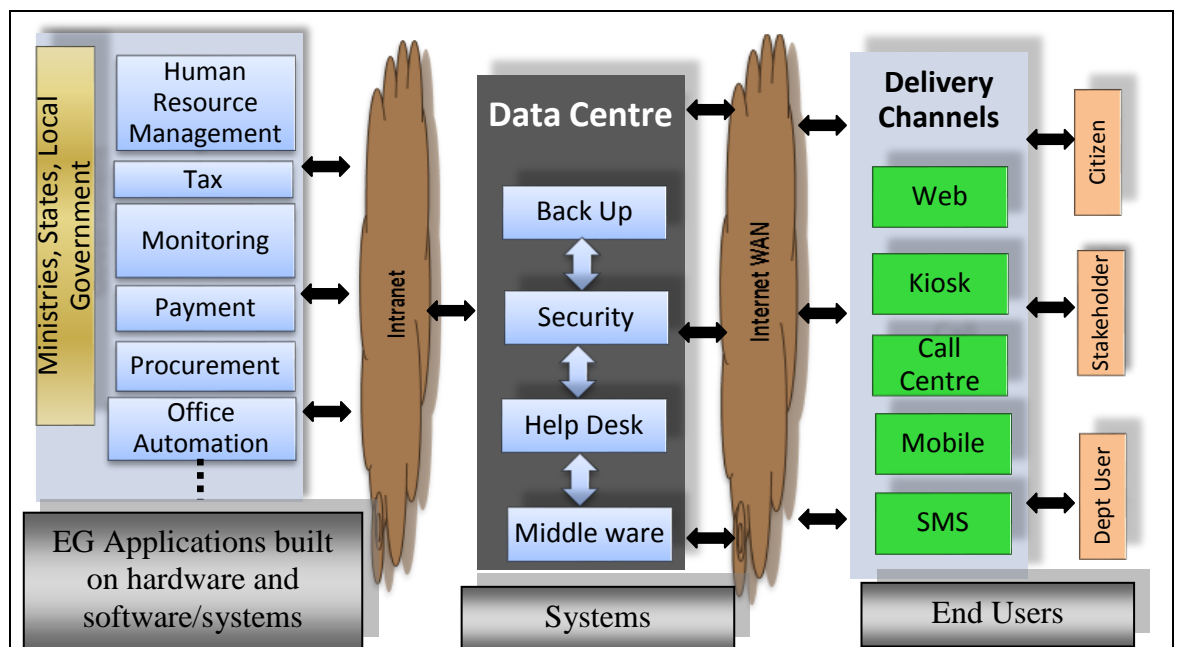 Ministries, States, Local
Government
Human
Resource
Management
Tax
Monitoring
Payment
Procurement
Office
Automation
EG Applications built
on hardware and
software/systems
Intranet
Data Centre
Back Up
Security
Help Desk
Middle ware
Systems
Internet WAN
Delivery
Channels
Web
Kiosk
Call
Centre
Mobile
SMS
End Users
Citizen
Stakeholder
Dept User